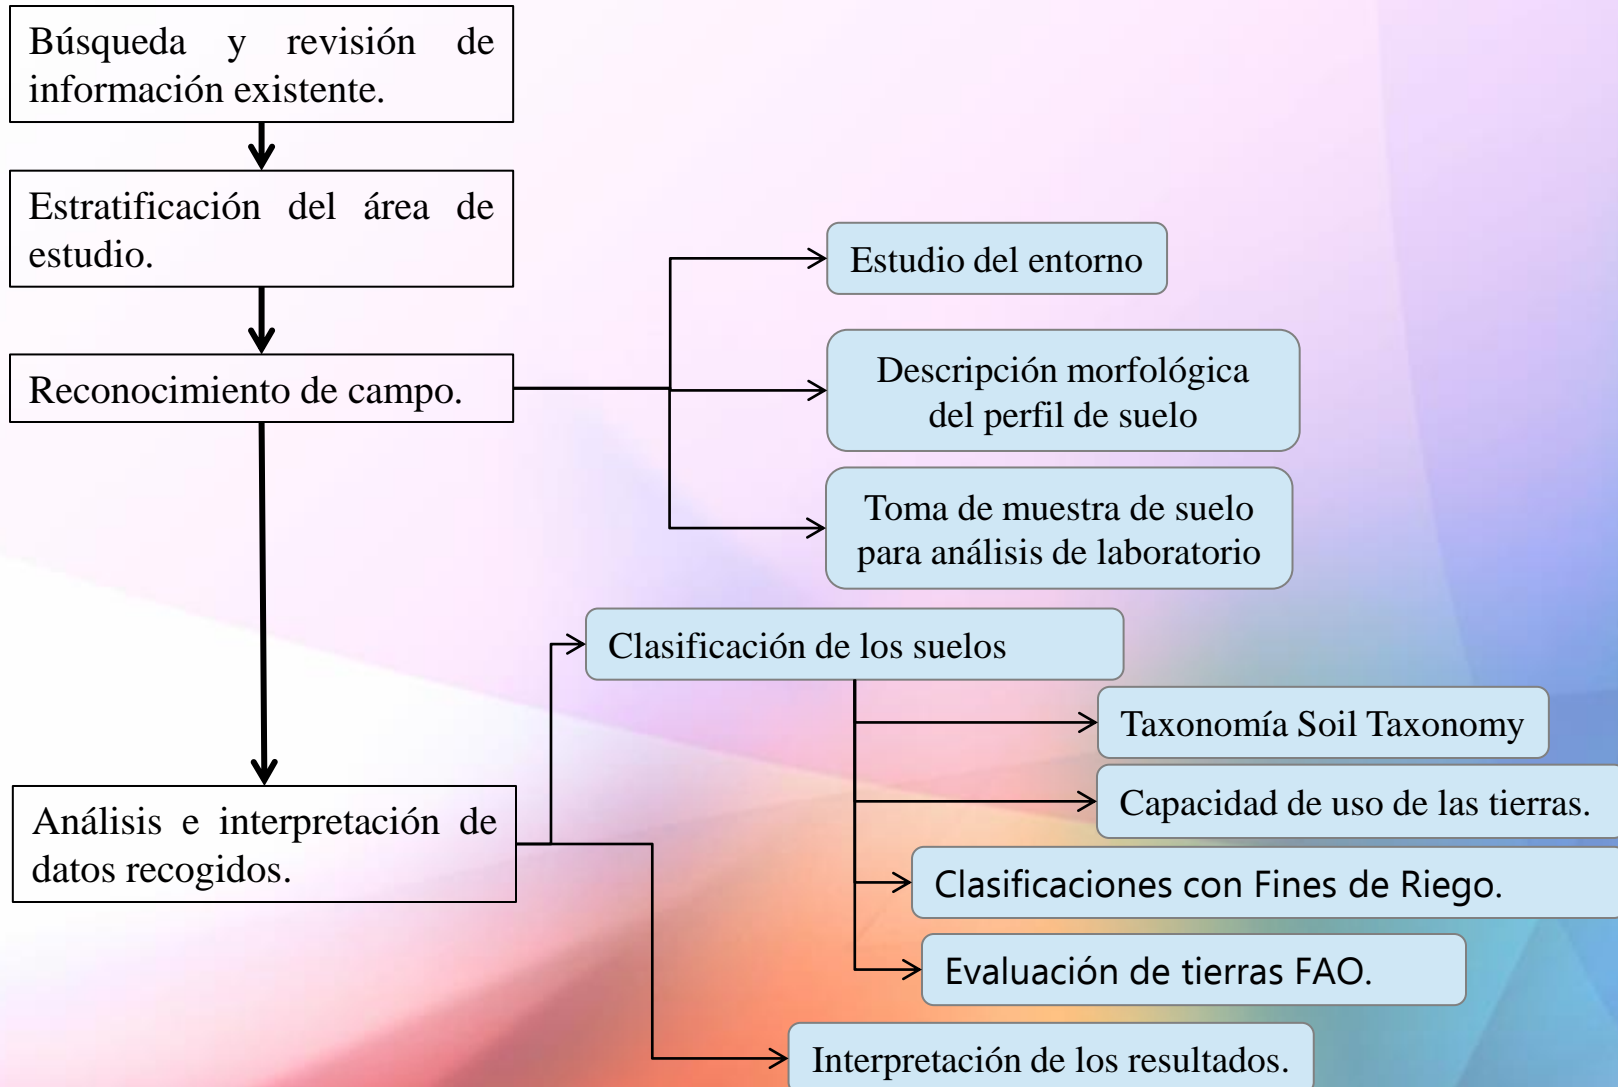 Búsqueda y revisión de
información existente.
Estratificación del área de
estudio.
Estudio del entorno
Reconocimiento de campo.
Descripción morfológica
del perfil de suelo
Toma de muestra de suelo
para análisis de laboratorio
Clasificación de los suelos
Taxonomía Soil Taxonomy
Capacidad de uso de las tierras.
Análisis e interpretación de
datos recogidos.
Clasificaciones con Fines de Riego.
Evaluación de tierras FAO.
Interpretación de los resultados.